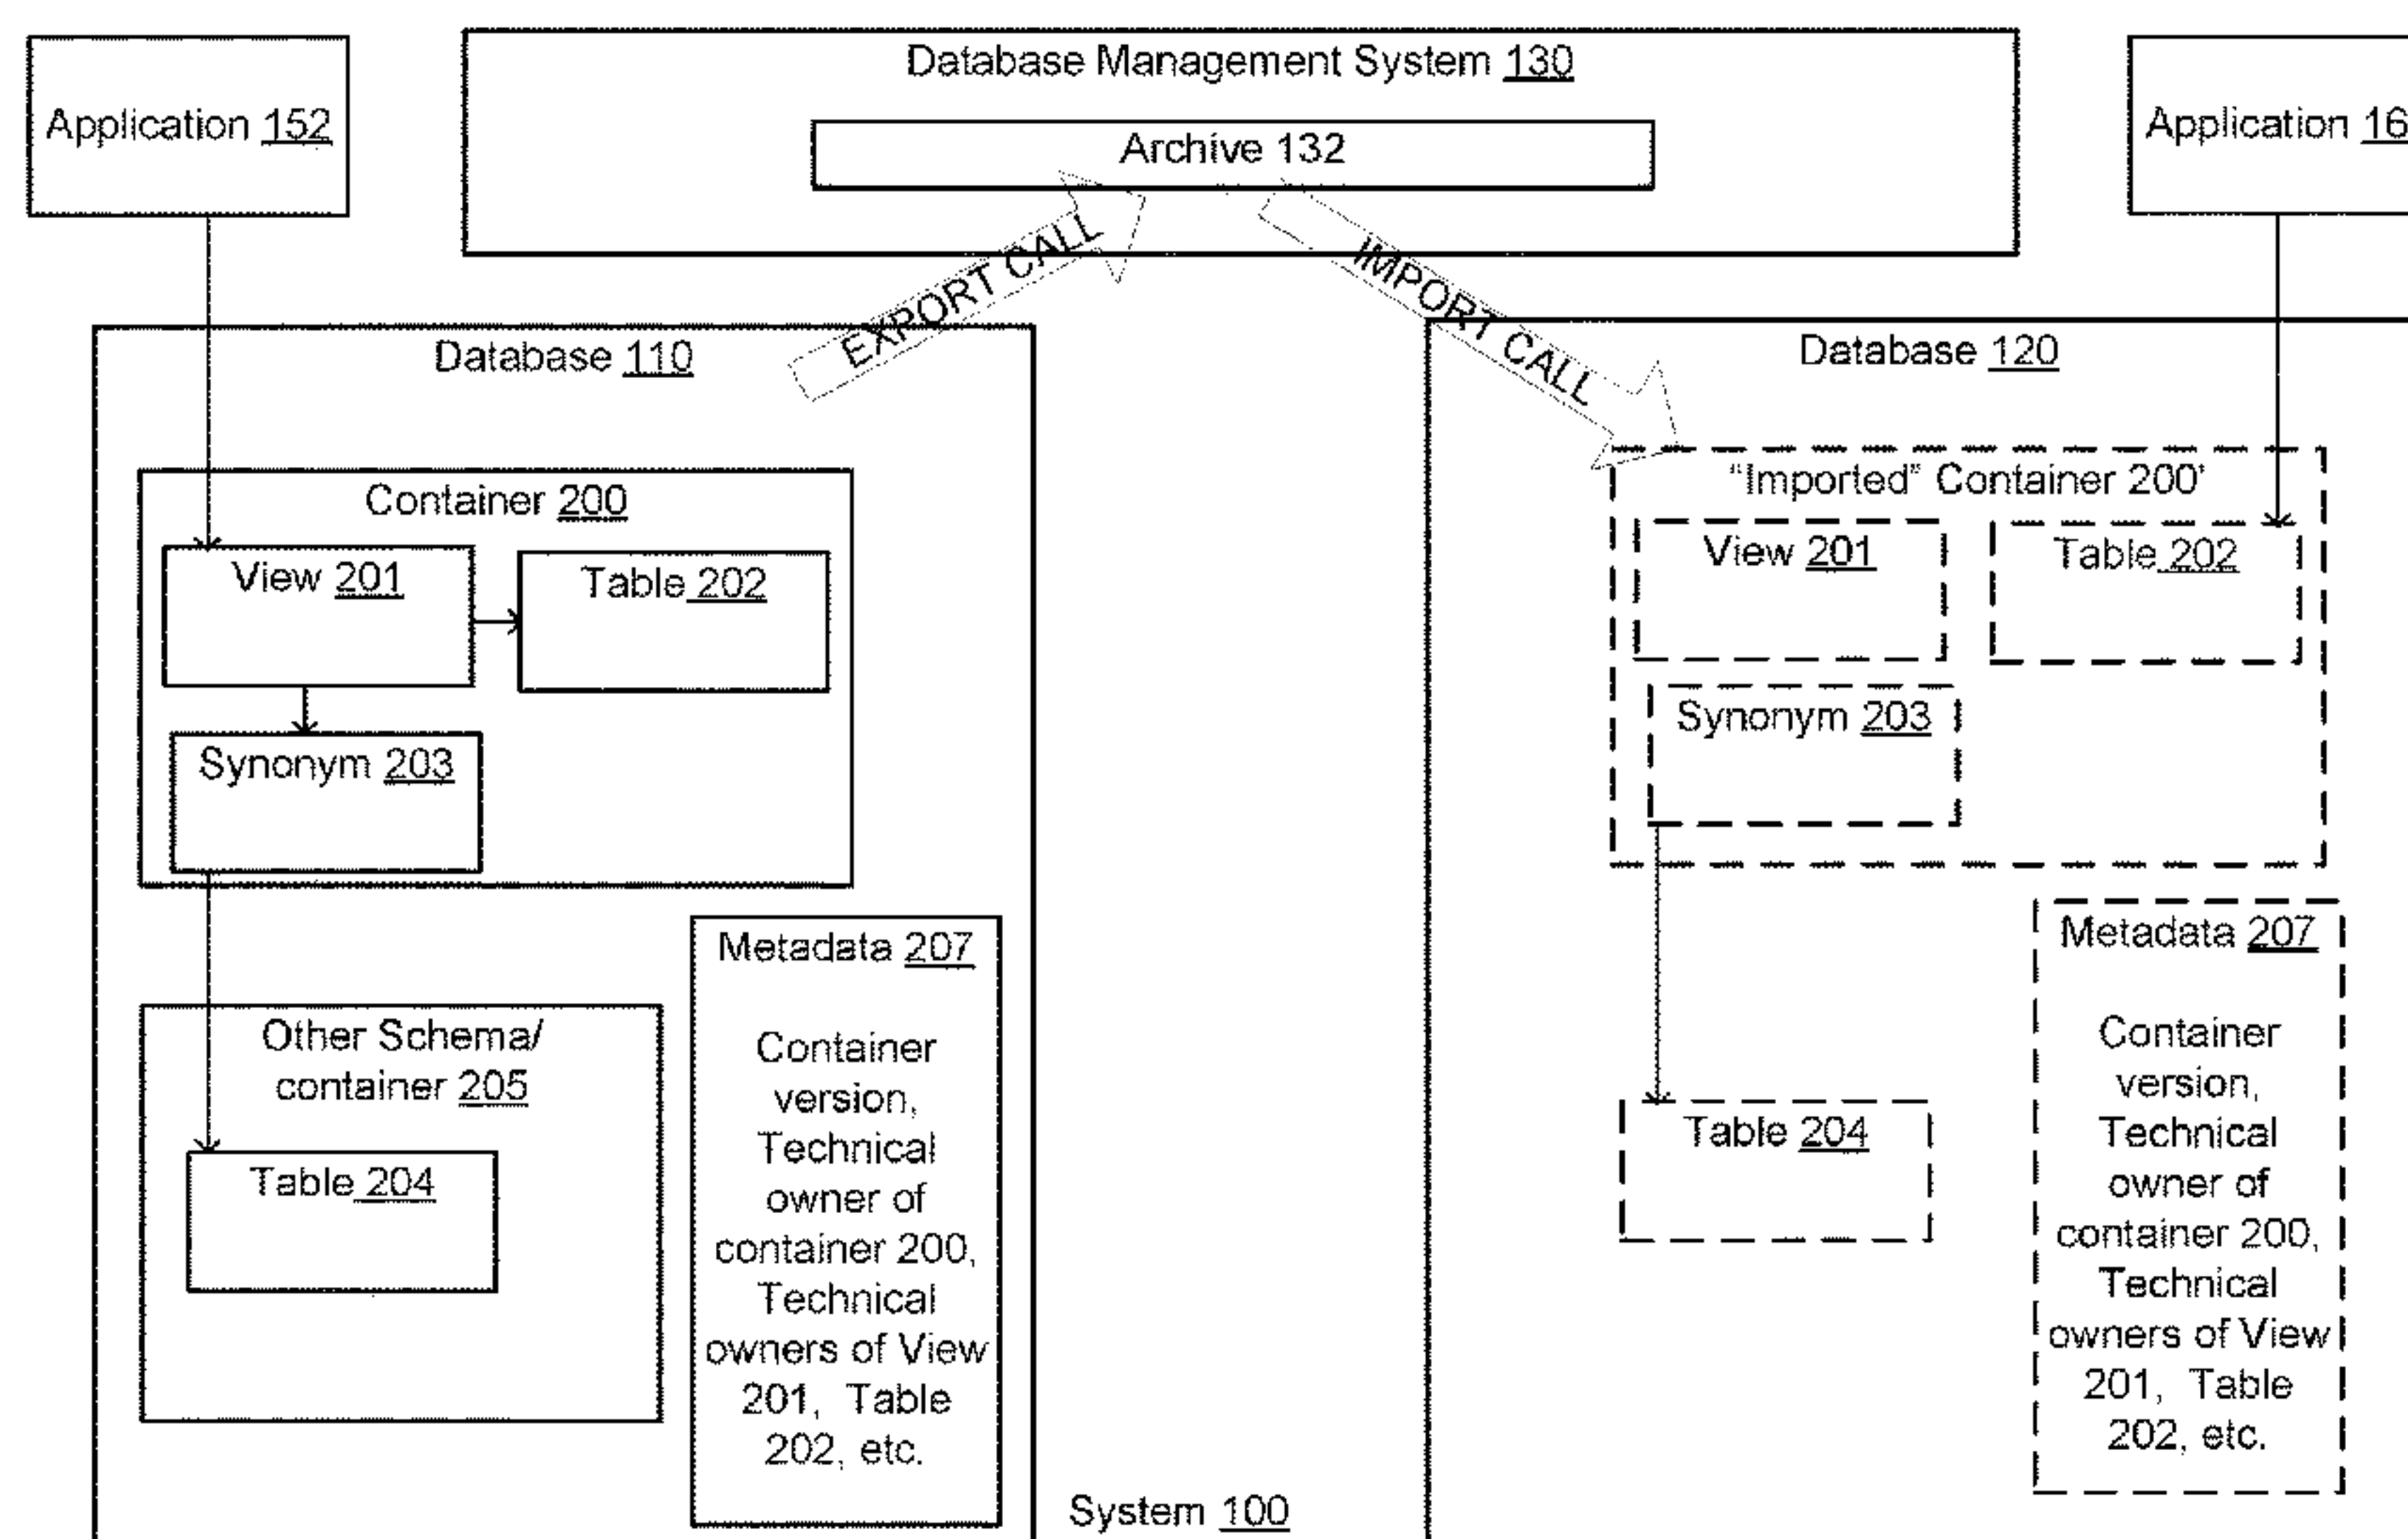 Database Management System 130
Archive 132
Application 152
Application 16
EXPORT CALL
IMPORT CALL
Database 110
Container 200
View 201
Table 202
Synonym 203
Other Schema/
container 205
Table 204
Metadata 207
Container
version,
Technical
owner of
container 200,
Technical
owners of View
201, Table
202, etc.
System 100
Database 120
“Imported” Container 200'
View 201
Table 202
Synonym 203
Table 204
Metadata 207
Container
version,
Technical
owner of
container 200,
Technical
owners of View
201, Table
202, etc.